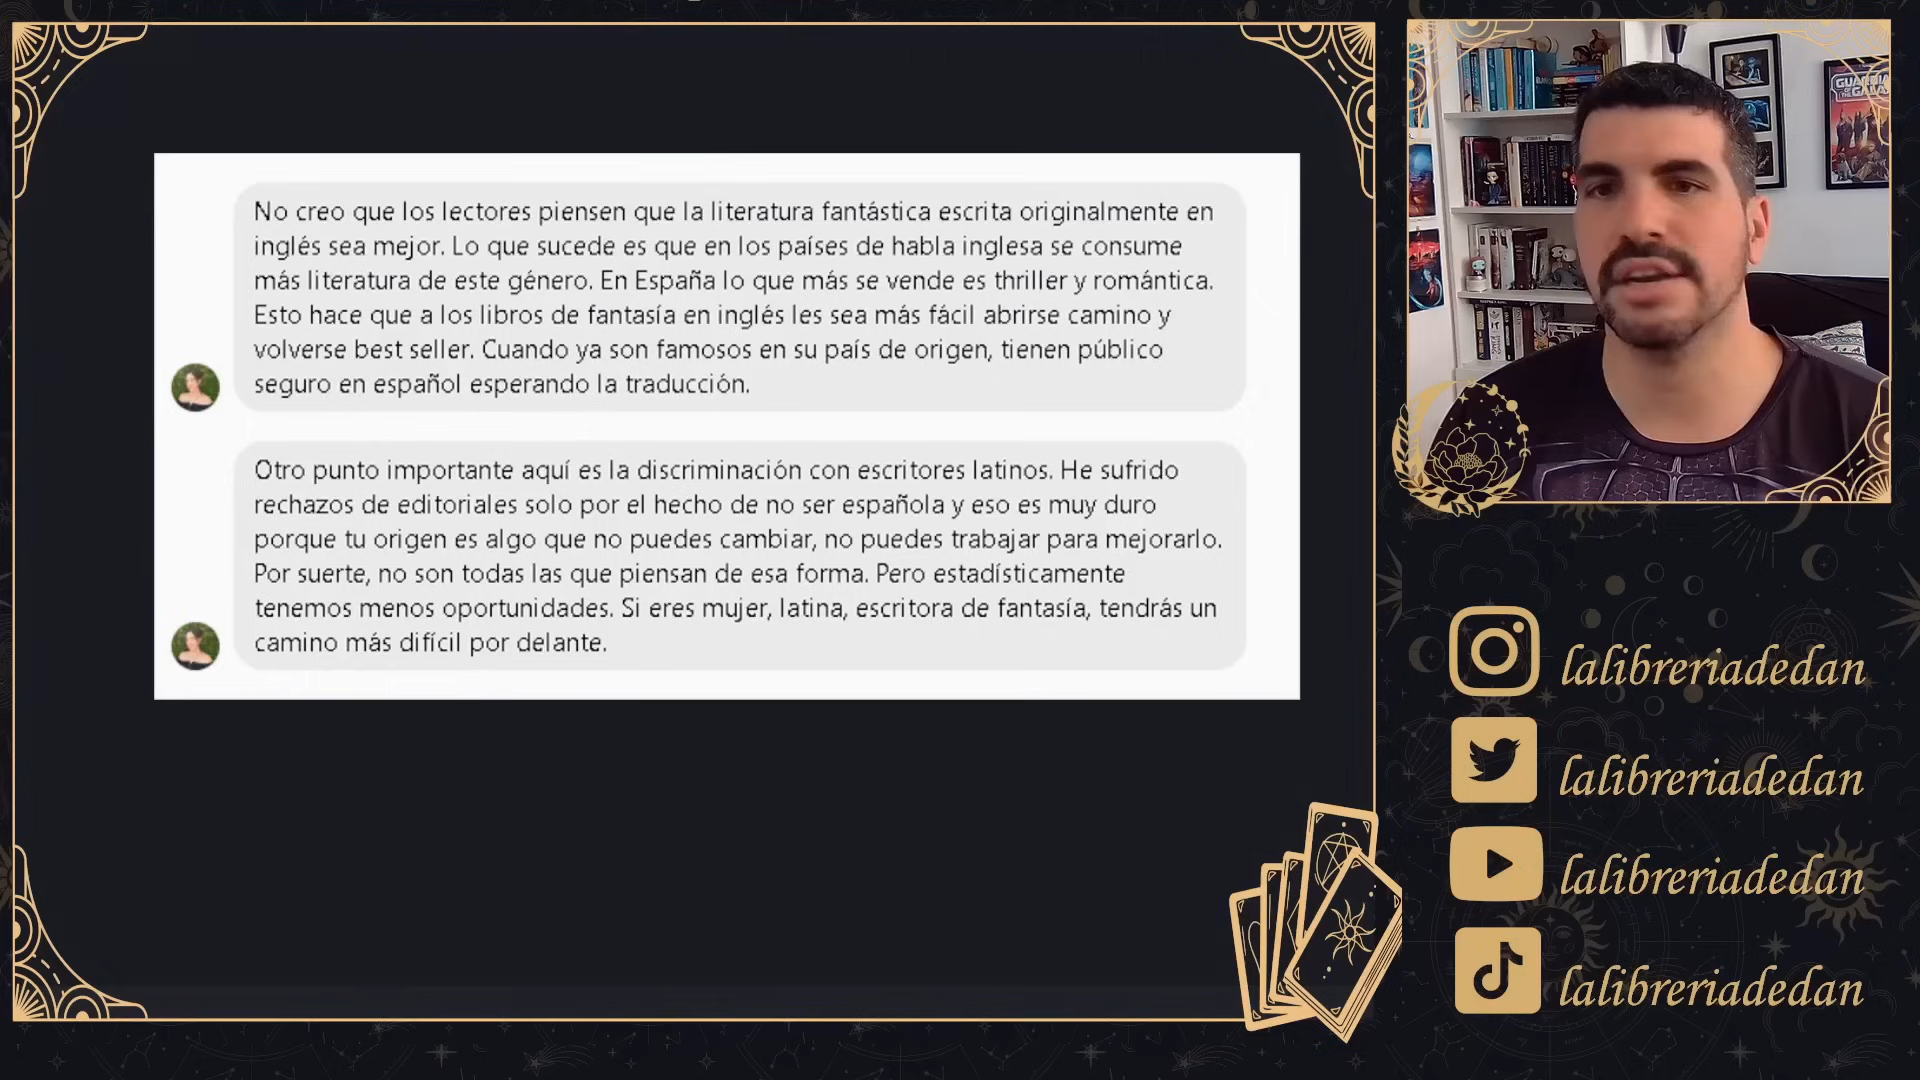 No creo que los lectores piensen que la literatura fantástica escrita originalmente en
inglés sea mejor. Lo que sucede es que en los países de habla inglesa se consume
más literatura de este género. En España lo que más se vende es thriller y romántica.
Esto hace que a los libros de fantasía en inglés les sea más fácil abrirse camino y
volverse best seller. Cuando ya son famosos en su país de origen, tienen público
seguro en español esperando la traducción.
Otro punto importante aquí es la discriminación con escritores latinos. He sufrido
rechazos de editoriales solo por el hecho de no ser española y eso es muy duro
porque tu origen es algo que no puedes cambiar, no puedes trabajar para mejorarlo.
Por suerte, no son todas las que piensan de esa forma. Pero estadísticamente
tenemos menos oportunidades. Si eres mujer, latina, escritora de fantasía, tendrás un
camino más difícil por delante.
lalibreriadedan
lalibreriadedan
lalibreriadedan
lalibreriadedan